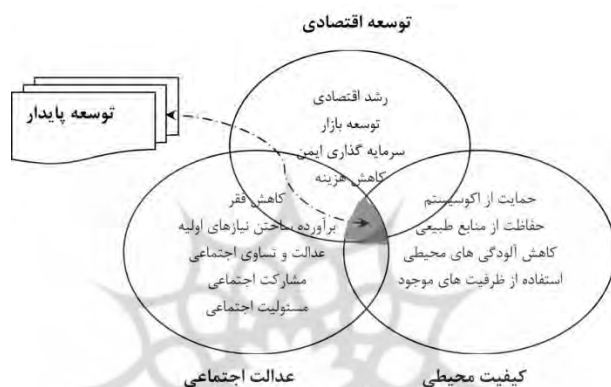 توسعه اقتصادی
توسعه پایدار
رشد اقتصادی
توسعه بازار
سرمایه گذاری ایمن
کاهش هزینه
کاهش فقر
برآورده ساختن نیازهای اولیه
عدالت و تساوی اجتماعی
مشارکت اجتماعی
مسئولیت اجتماعی
حمایت از اکوسیستم
حفاظت از منابع طبیعی
کاهش آلودگی های محیطی
استفاده از ظرفیت های موجود
عدالت اجتماعی
کیفیت محیطی